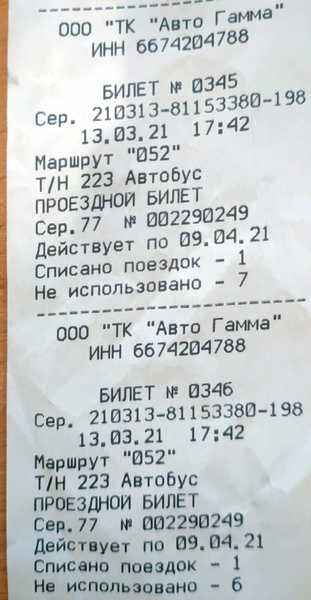 ООО "ТК "Авто Гамма"
ИНН 6674204788
БИЛЕТ № 0345
Сер. 210313-81153380-198
13.03.21 17:42
Маршрут "052"
Т/Н 223 Автобус
ПРОЕЗДНОЙ БИЛЕТ
Сер.77 № 002290249
Действует по 09.04.21
Списано поездок - 1
Не использовано - 7
ООО "ТК "Авто Гамма"
ИНН 6674204788
БИЛЕТ № 0346
Сер. 210313-81153380-198
13.03.21 17:42
Маршрут "052"
Т/Н 223 Автобус
ПРОЕЗДНОЙ БИЛЕТ
Сер.77 № 002290249
Действует по 09.04.21
Списано поездок - 1
Не использовано - 6